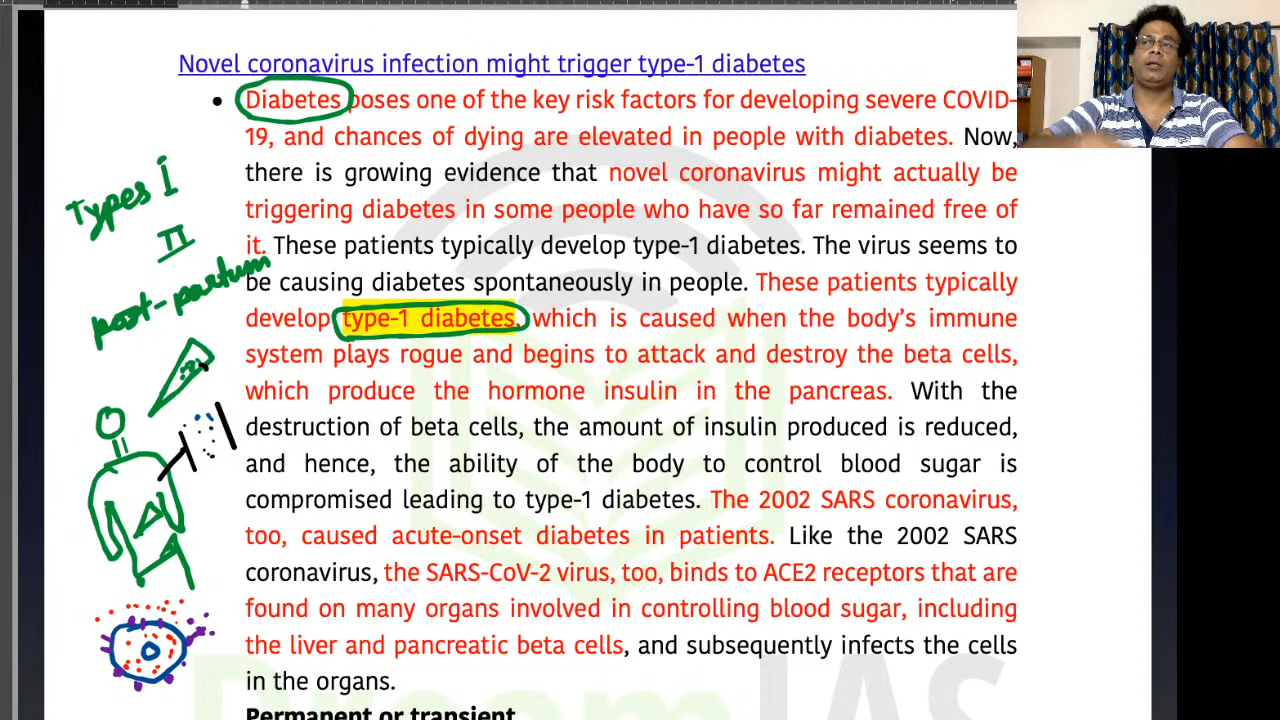 Novel coronavirus infection might trigger type-1 diabetes
• Diabetes poses one of the key risk factors for developing severe COVID-
19, and chances of dying are elevated in people with diabetes. Now,
there is growing evidence that novel coronavirus might actually be
triggering diabetes in some people who have so far remained free of
it. These patients typically develop type-1 diabetes. The virus seems to
be causing diabetes spontaneously in people. These patients typically
develop type-1 diabetes, which is caused when the body's immune
system plays rogue and begins to attack and destroy the beta cells,
which produce the hormone insulin in the pancreas. With the
destruction of beta cells, the amount of insulin produced is reduced,
and hence, the ability of the body to control blood sugar is
compromised leading to type-1 diabetes. The 2002 SARS coronavirus,
too, caused acute-onset diabetes in patients. Like the 2002 SARS
coronavirus, the SARS-CoV-2 virus, too, binds to ACE2 receptors that are
found on many organs involved in controlling blood sugar, including
the liver and pancreatic beta cells, and subsequently infects the cells
in the organs.
Permanent or transient
Types I
II
post-partum
DreamIAS